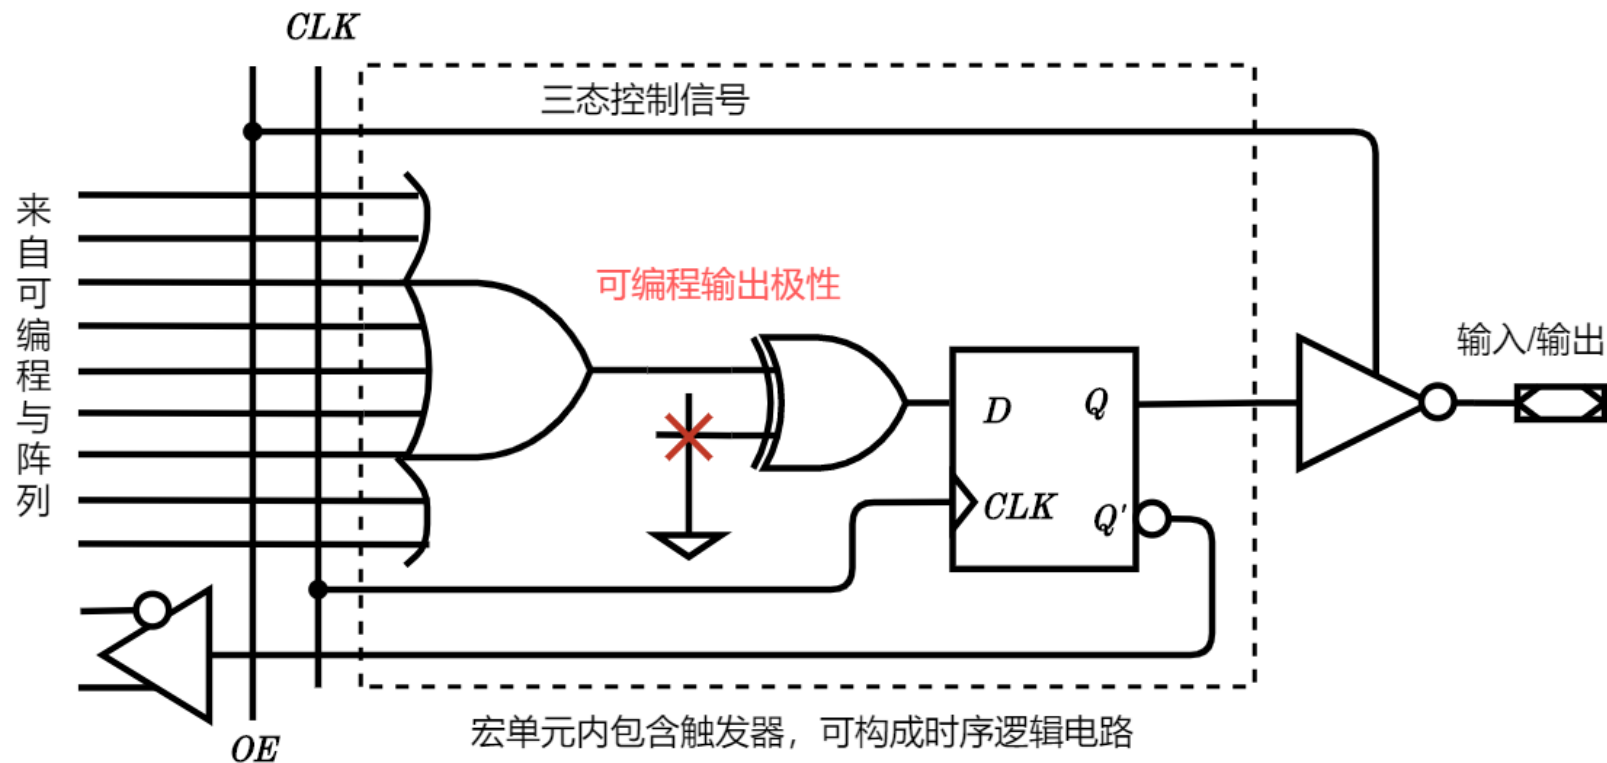 CLK
三态控制信号
来自可编程与阵列
可编程输出极性
输入/输出
D
Q
CLK
Q'
OE
宏单元内包含触发器，可构成时序逻辑电路